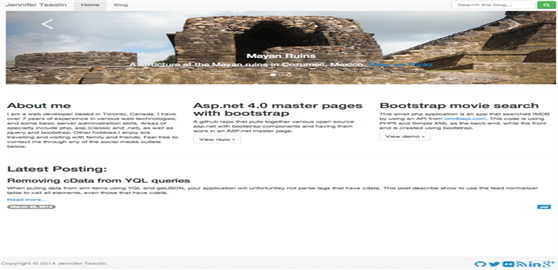 Jennifer Tesolin Home Blog Search the blog
Mayan Ruins
A structure at the Mayan ruins in Cozumel, Mexico.
About me
I am a web developer based in Toronto, Canada. I have
over 7 years of experience in various web technologies,
and some basic server administration skills. Areas of
specialty include php, asp (classic and .net), as well as
jquery and bootstrap. Other hobbies I enjoy are
travelling and visiting with family and friends. Feel free to
contact me through any of the social media outlets
below.
Asp.net 4.0 master pages
with bootstrap
A github repo that pulls together various open source
asp.net with bootstrap components and having them
work in an ASP.net master page.
View repo »
Bootstrap movie search
This small php application is an app that searches IMDB
by using an API from omdbapi.com. This code is using
PHP5 and Simple XML as the back-end, while the front
end is created using bootstrap.
View demo »
Latest Posting:
Removing cData from YQL queries
When pulling data from xml items using YQL and getJSON, your application will unfortuntley not parse tags that have cdata. This post describe show to use the feed normalizer
to call all elements, even those that have cdata.
Read more...
yql
Copyright © 2014 Jennifer Tesolin.